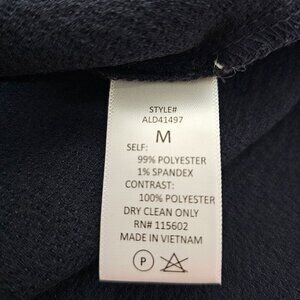 STYLE#
ALD41497
M
SELF:
99% POLYESTER
1% SPANDEX
CONTRAST:
100% POLYESTER
DRY CLEAN ONLY
RN# 115602
MADE IN VIETNAM
P